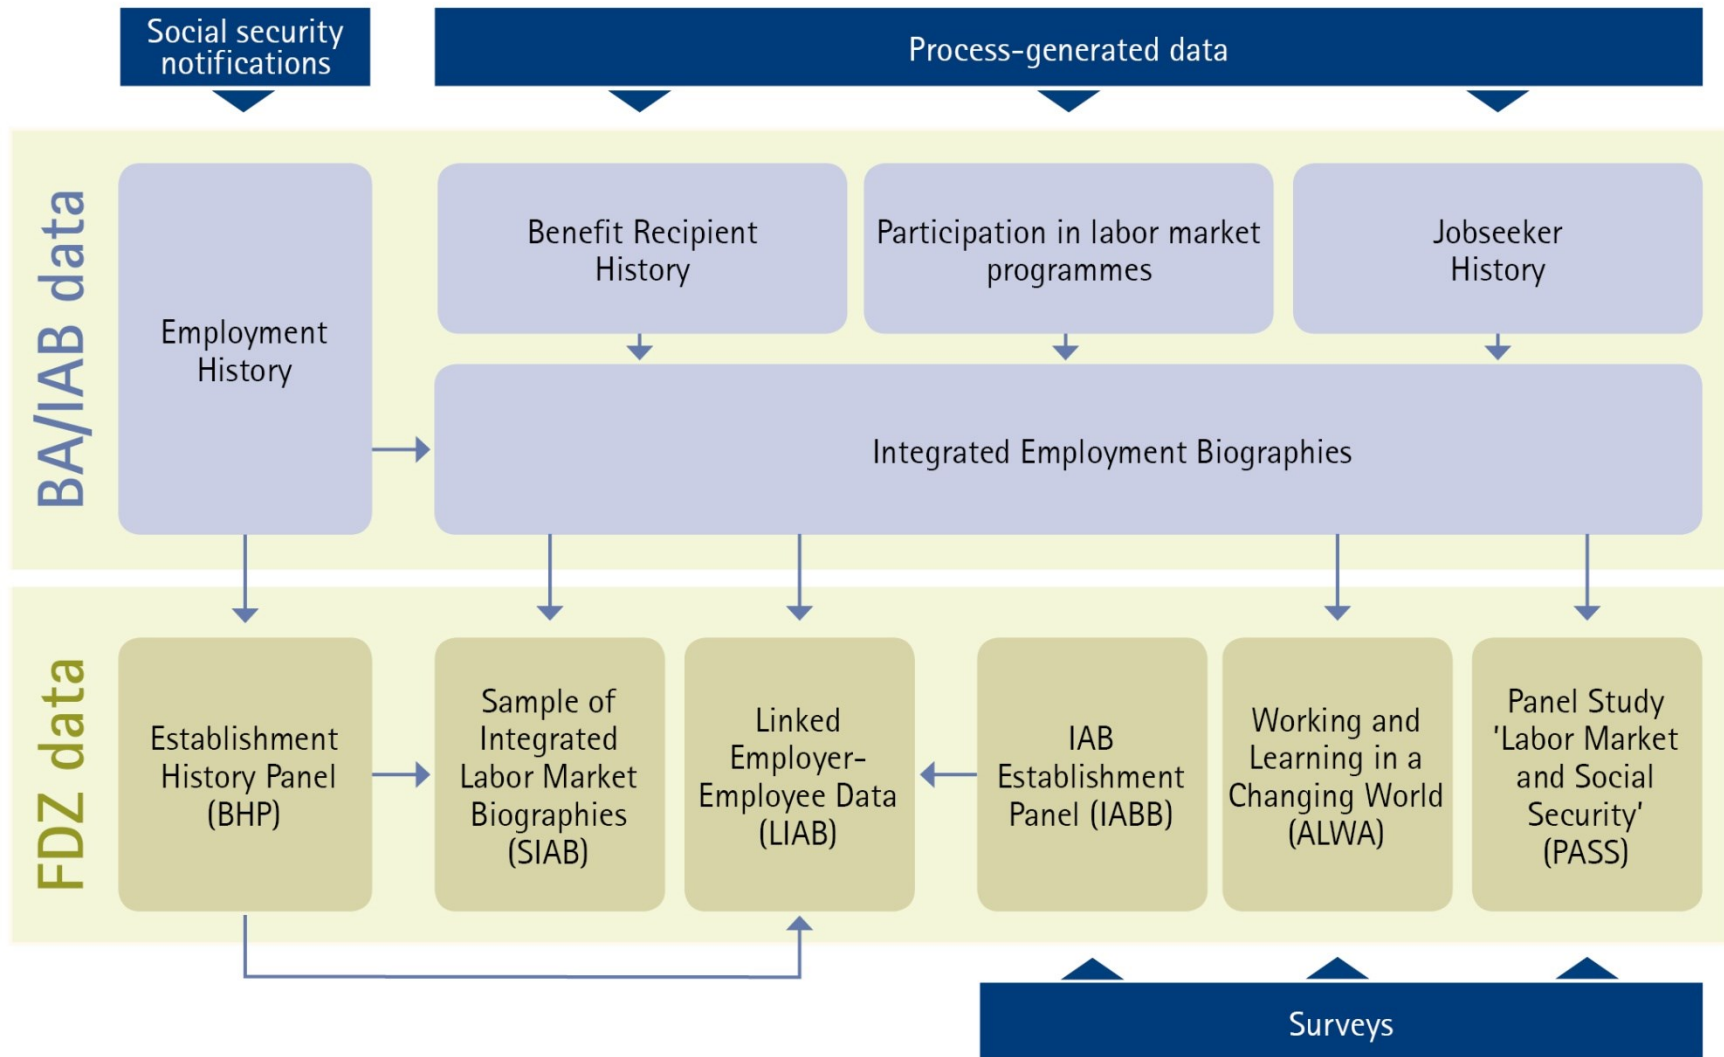 Social security
notifications
Process-generated data
BA/IAB data
Employment
History
Benefit Recipient
History
Participation in labor market
programmes
Jobseeker
History
Integrated Employment Biographies
FDZ data
Establishment
History Panel
(BHP)
Sample of
Integrated
Labor Market
Biographies
(SIAB)
Linked
Employer-
Employee Data
(LIAB)
IAB
Establishment
Panel (IABB)
Working and
Learning in a
Changing World
(ALWA)
Panel Study
'Labor Market
and Social
Security'
(PASS)
Surveys